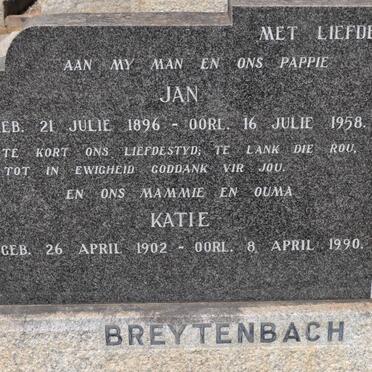 MET LIEFDE
AAN MY MAN EN ONS PAPPIE
JAN
GEB. 21 JULIE 1896 - OORL. 16 JULIE 1958.
TE KORT ONS LIEFDESTYD; TE LANK DIE ROU,
TOT IN EWIGHEID GODDANK VIR JOU.
EN ONS MAMMIE EN OUMA
KATIE
GEB. 26 APRIL 1902 - OORL. 8 APRIL 1990.
BREYTENBACH